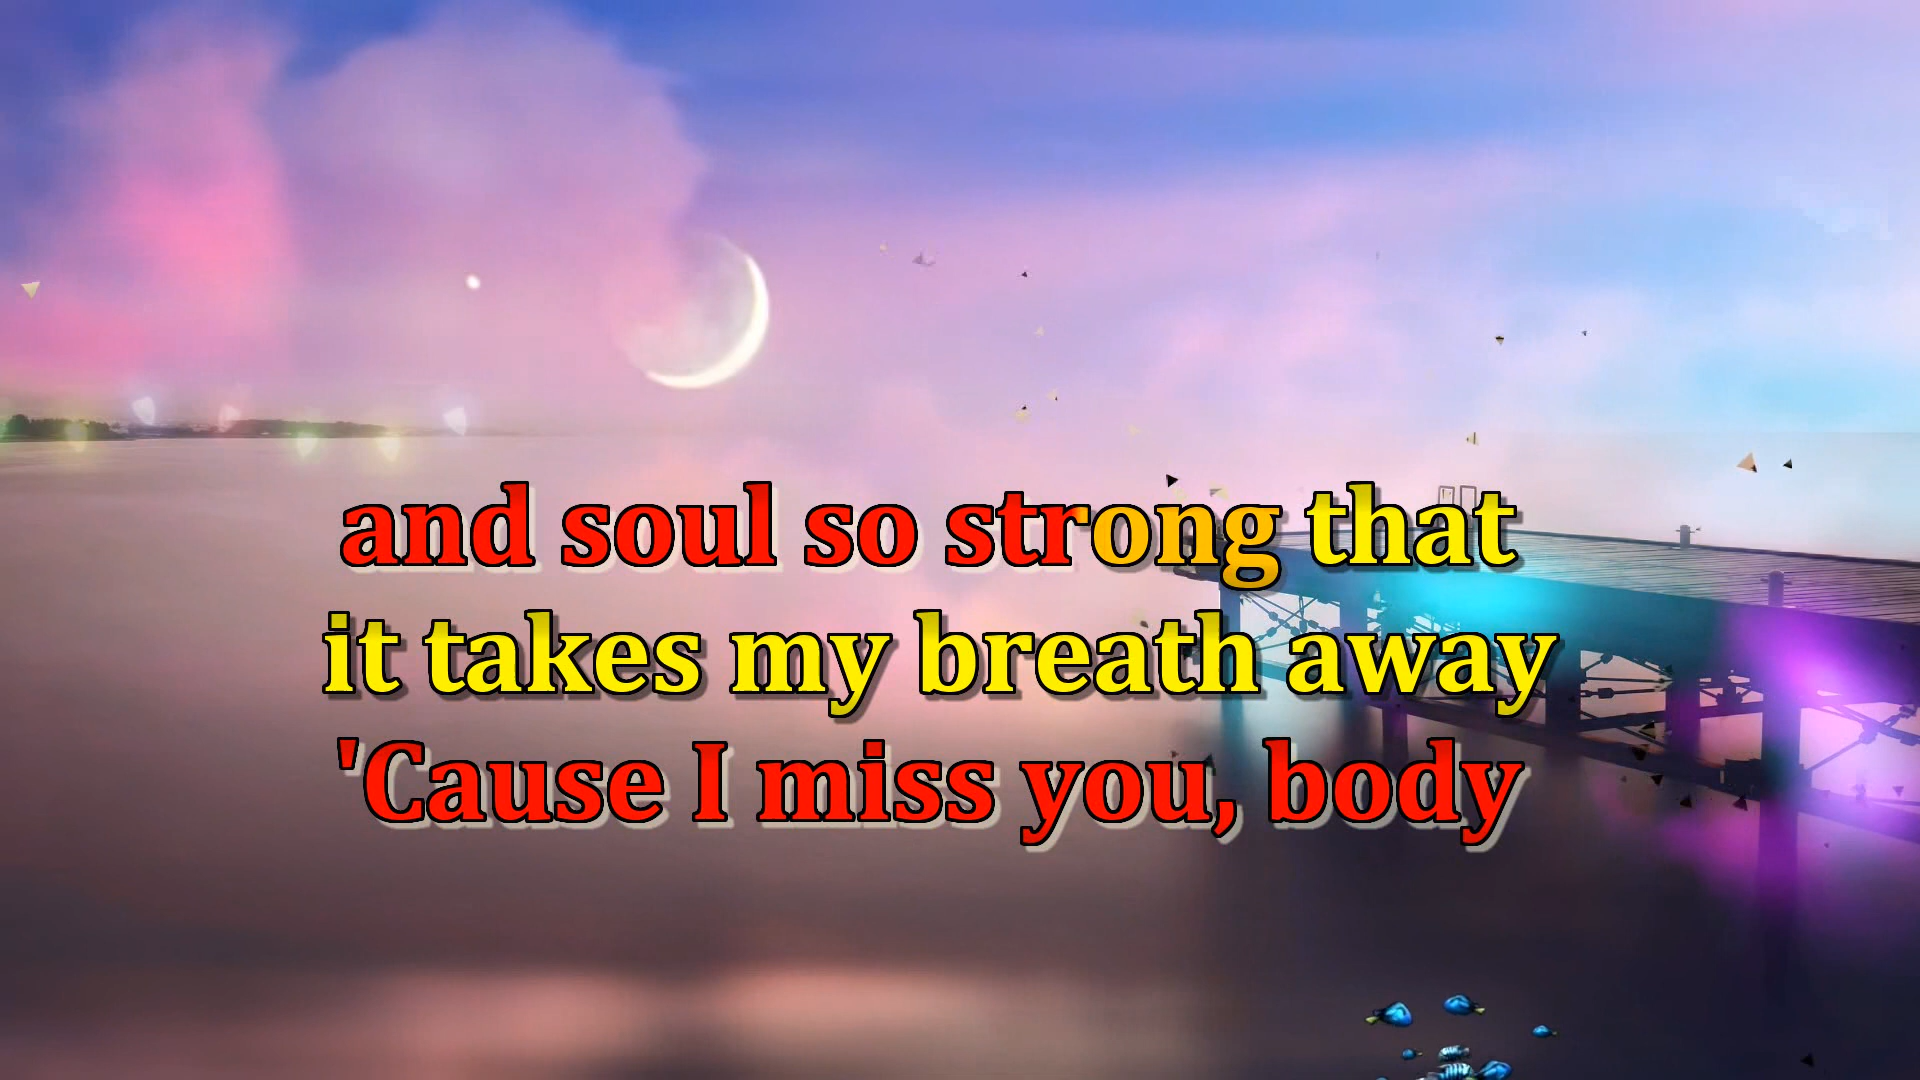 and soul so strong that
it takes my breath away
'Cause I miss you, body